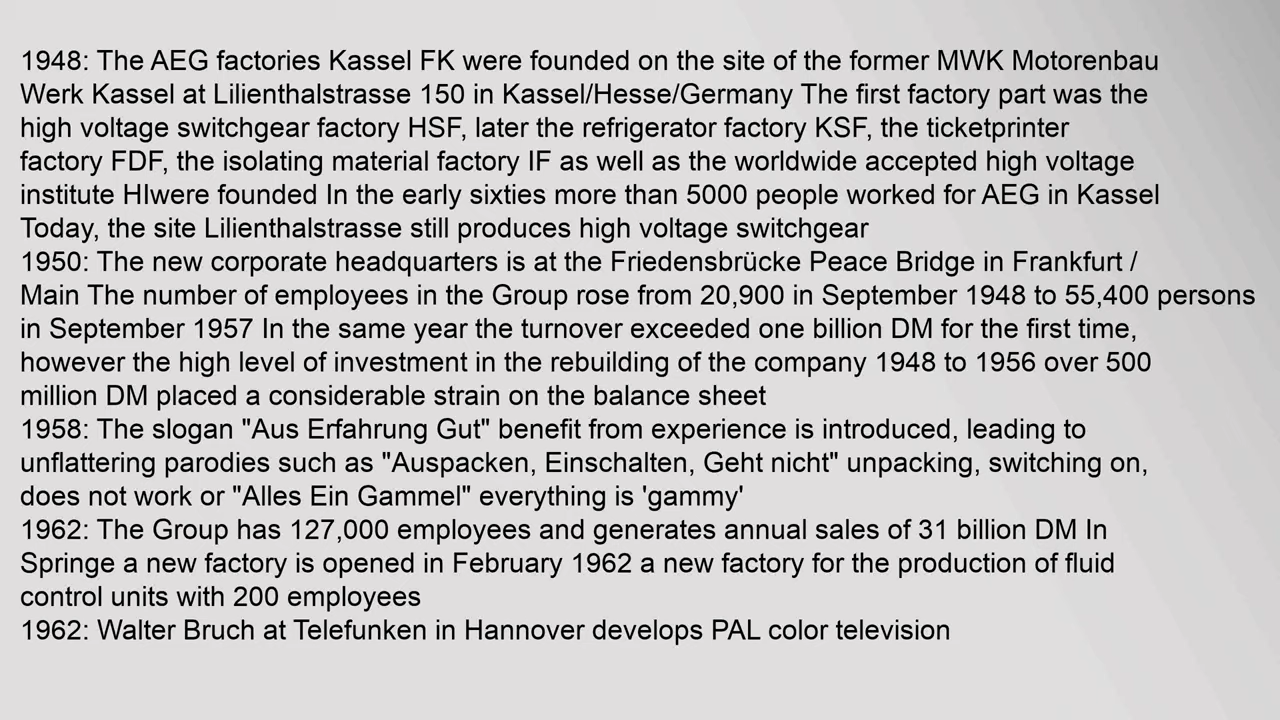 1948: The AEG factories Kassel FK were founded on the site of the former MWK Motorenbau
Werk Kassel at Lilienthalstrasse 150 in Kassel/Hesse/Germany The first factory part was the
high voltage switchgear factory HSF, later the refrigerator factory KSF, the ticketprinter
factory FDF, the isolating material factory IF as well as the worldwide accepted high voltage
institute HIwere founded In the early sixties more than 5000 people worked for AEG in Kassel
Today, the site Lilienthalstrasse still produces high voltage switchgear
1950: The new corporate headquarters is at the Friedensbrücke Peace Bridge in Frankfurt /
Main The number of employees in the Group rose from 20,900 in September 1948 to 55,400 persons
in September 1957 In the same year the turnover exceeded one billion DM for the first time,
however the high level of investment in the rebuilding of the company 1948 to 1956 over 500
million DM placed a considerable strain on the balance sheet
1958: The slogan "Aus Erfahrung Gut" benefit from experience is introduced, leading to
unflattering parodies such as "Auspacken, Einschalten, Geht nicht" unpacking, switching on,
does not work or "Alles Ein Gammel" everything is 'gammy'
1962: The Group has 127,000 employees and generates annual sales of 31 billion DM In
Springe a new factory is opened in February 1962 a new factory for the production of fluid
control units with 200 employees
1962: Walter Bruch at Telefunken in Hannover develops PAL color television